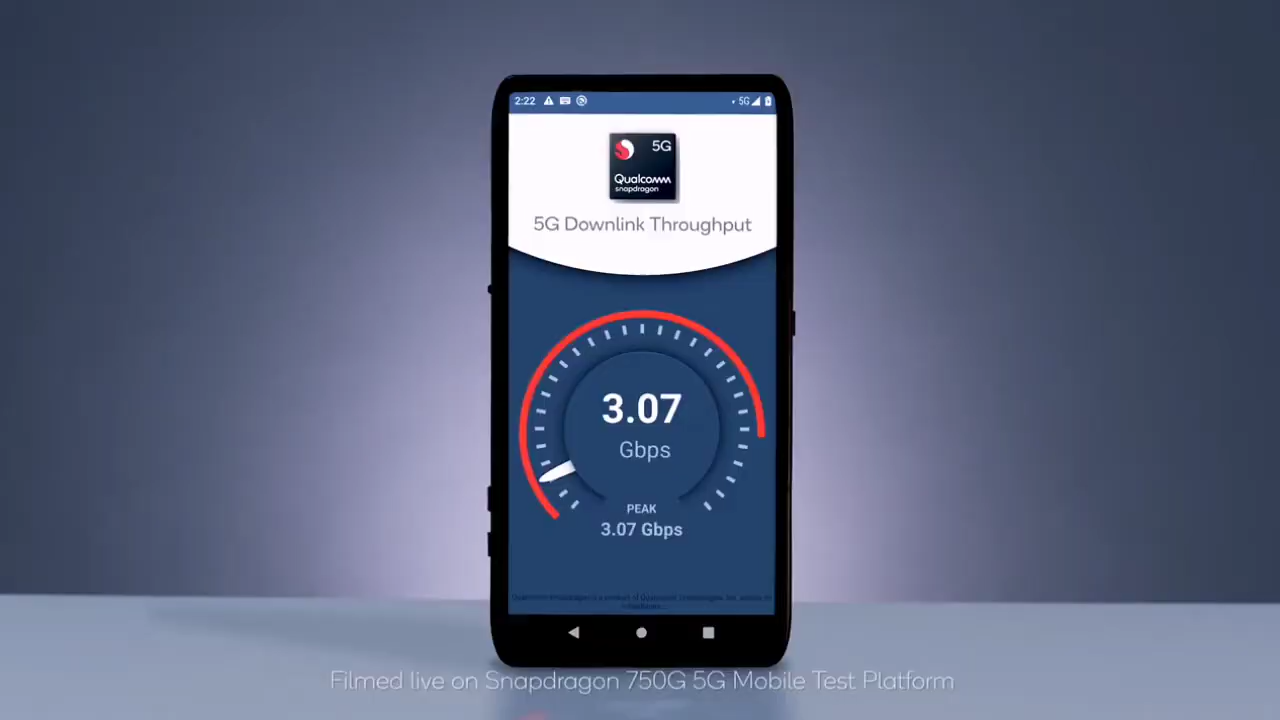 2:22
5G
5G
Qualcomm
snapdragon
5G Downlink Throughput
3.07
Gbps
PEAK
3.07 Gbps
Filmed live on Snapdragon 750G 5G Mobile Test Platform